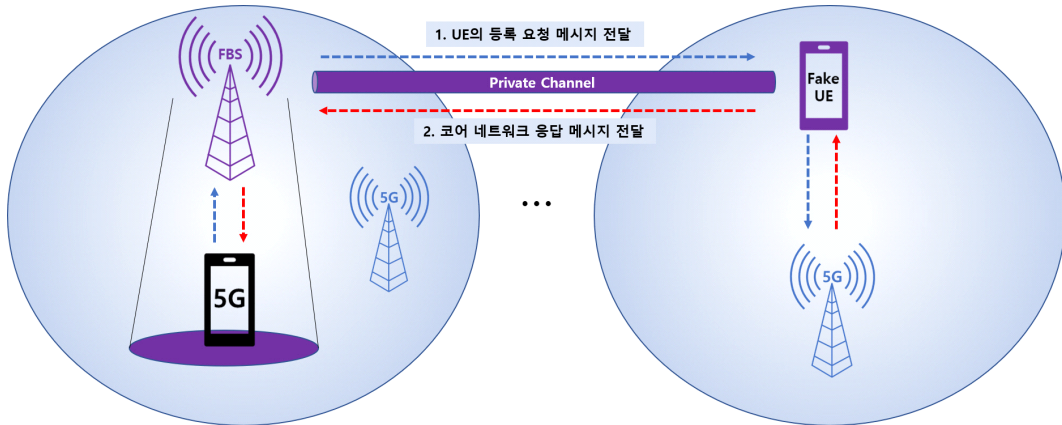 FBS
1. UE의 등록 요청 메시지 전달
Private Channel
2. 코어 네트워크 응답 메시지 전달
Fake
UE
5G
...
5G
5G